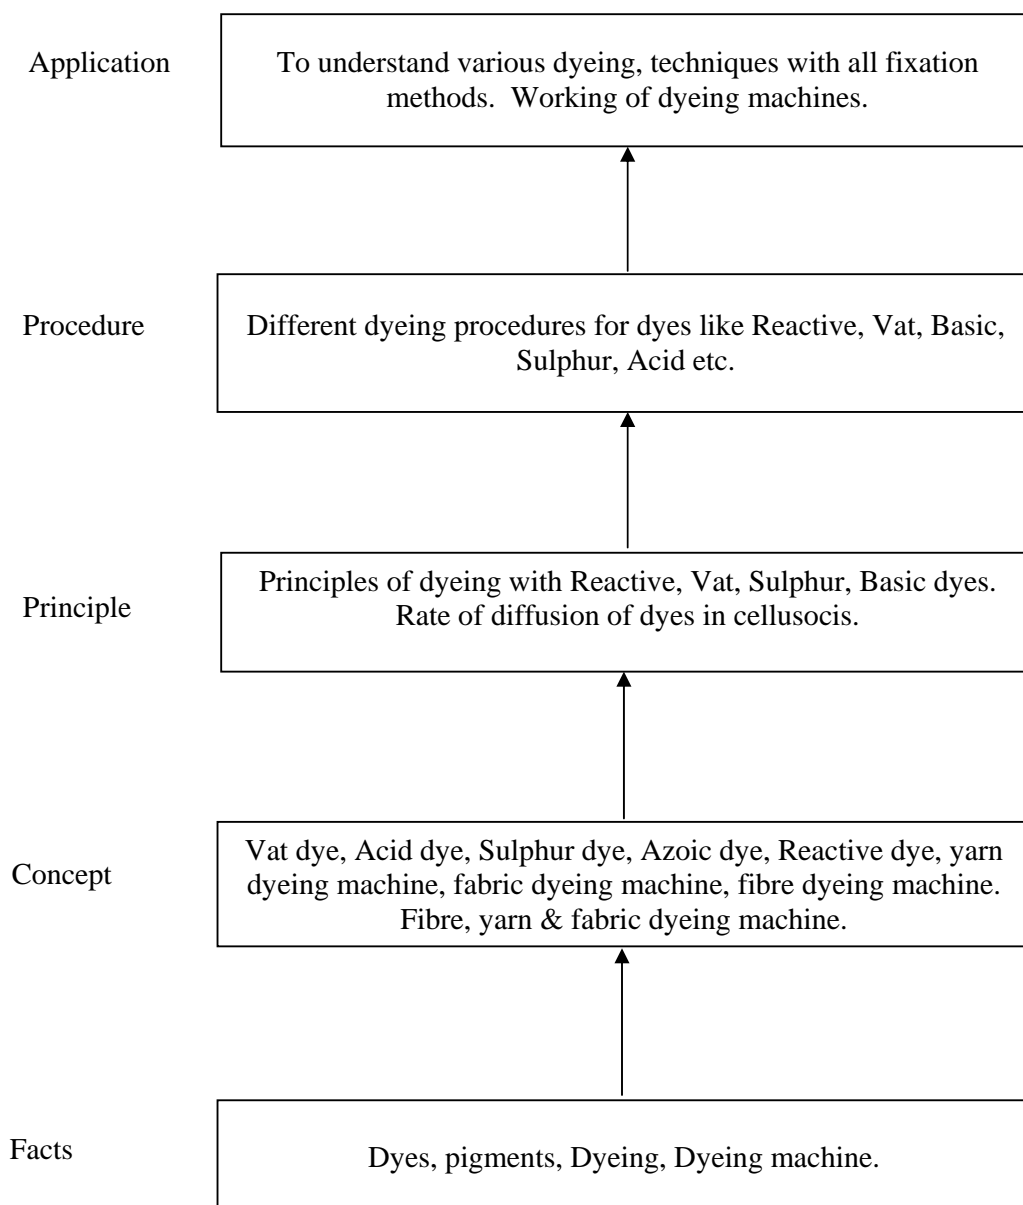 Application
To understand various dyeing, techniques with all fixation
methods.  Working of dyeing machines.
Procedure
Different dyeing procedures for dyes like Reactive, Vat, Basic,
Sulphur, Acid etc.
Principle
Principles of dyeing with Reactive, Vat, Sulphur, Basic dyes.
Rate of diffusion of dyes in cellusocis.
Concept
Vat dye, Acid dye, Sulphur dye, Azoic dye, Reactive dye, yarn
dyeing machine, fabric dyeing machine, fibre dyeing machine.
Fibre, yarn & fabric dyeing machine.
Facts
Dyes, pigments, Dyeing, Dyeing machine.